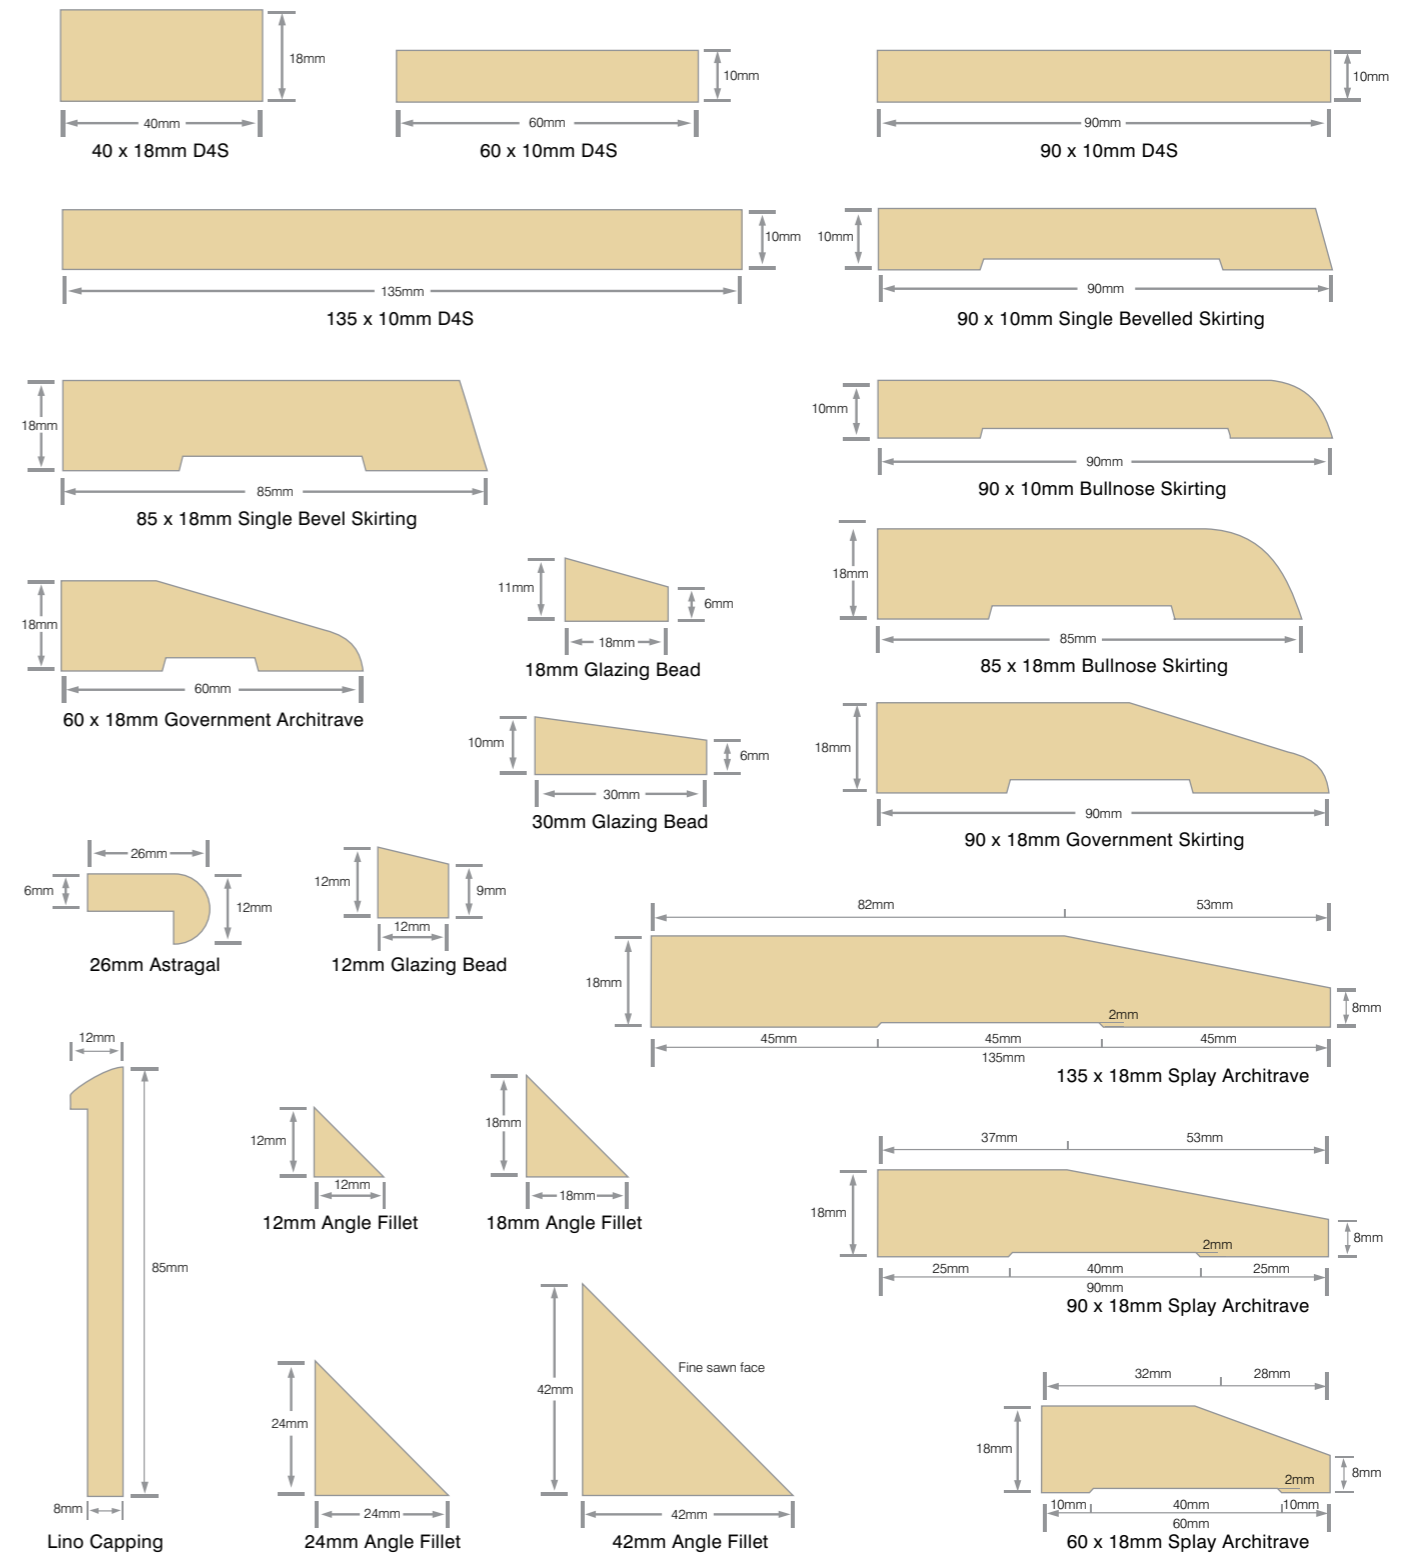 18mm
40mm
40 x 18mm D4S
10mm
60mm
60 x 10mm D4S
10mm
90mm
90 x 10mm D4S
10mm
135mm
135 x 10mm D4S
10mm
90mm
90 x 10mm Single Bevelled Skirting
18mm
85mm
85 x 18mm Single Bevel Skirting
10mm
90mm
90 x 10mm Bullnose Skirting
18mm
60mm
60 x 18mm Government Architrave
11mm
6mm
18mm
18mm Glazing Bead
18mm
85mm
85 x 18mm Bullnose Skirting
10mm
6mm
30mm
30mm Glazing Bead
18mm
90mm
90 x 18mm Government Skirting
26mm
6mm
12mm
26mm Astragal
12mm
9mm
12mm
12mm Glazing Bead
82mm
53mm
18mm
8mm
2mm
45mm
45mm
45mm
135mm
135 x 18mm Splay Architrave
12mm
85mm
8mm
Lino Capping
12mm
12mm
12mm Angle Fillet
18mm
18mm
18mm Angle Fillet
37mm
53mm
18mm
8mm
2mm
25mm
40mm
25mm
90mm
90 x 18mm Splay Architrave
24mm
24mm
24mm Angle Fillet
Fine sawn face
42mm
42mm
42mm Angle Fillet
32mm
28mm
18mm
8mm
2mm
10mm
40mm
10mm
60mm
60 x 18mm Splay Architrave